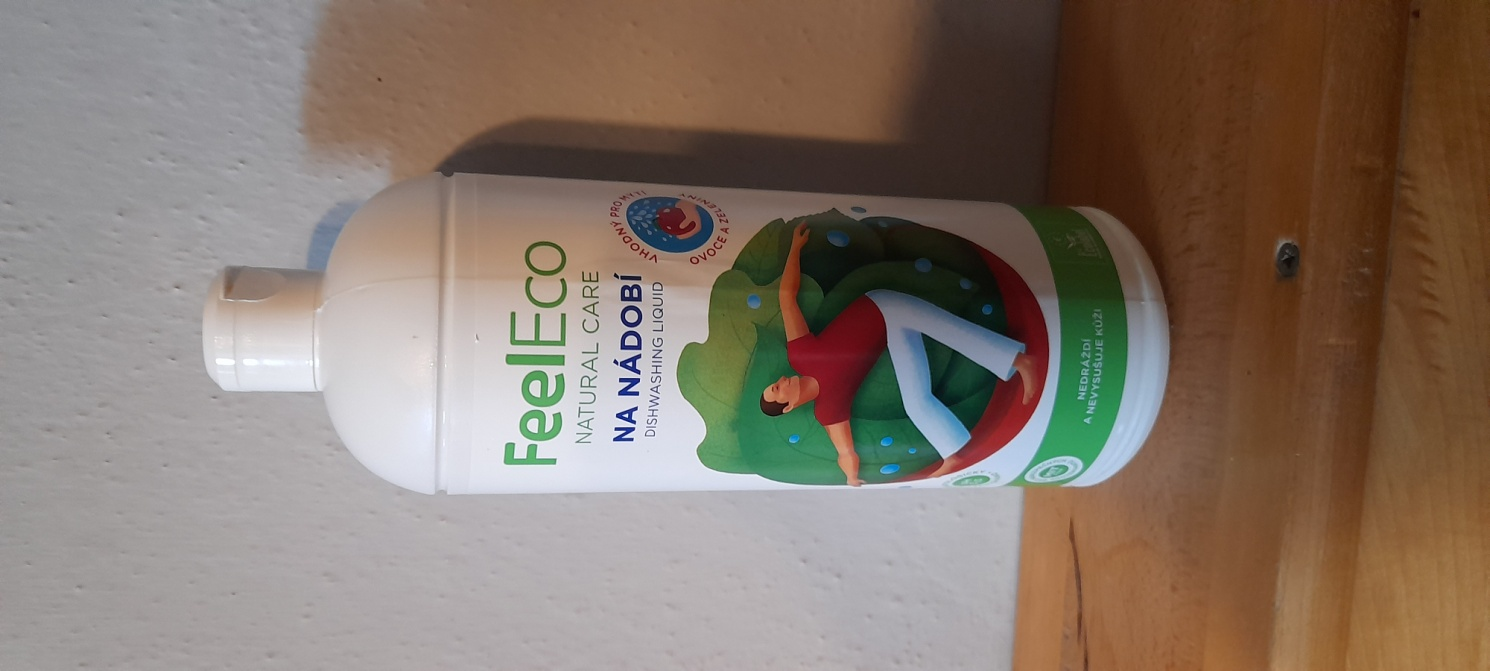 FeelEco
NATURAL CARE
NA NÁDOBÍ
DISHWASHING LIQUID
VHODNÝ PRO MYTÍ
OVOCE A ZELENINY
NEDRÁŽDÍ
A NEVYSUŠUJE KŮŽI